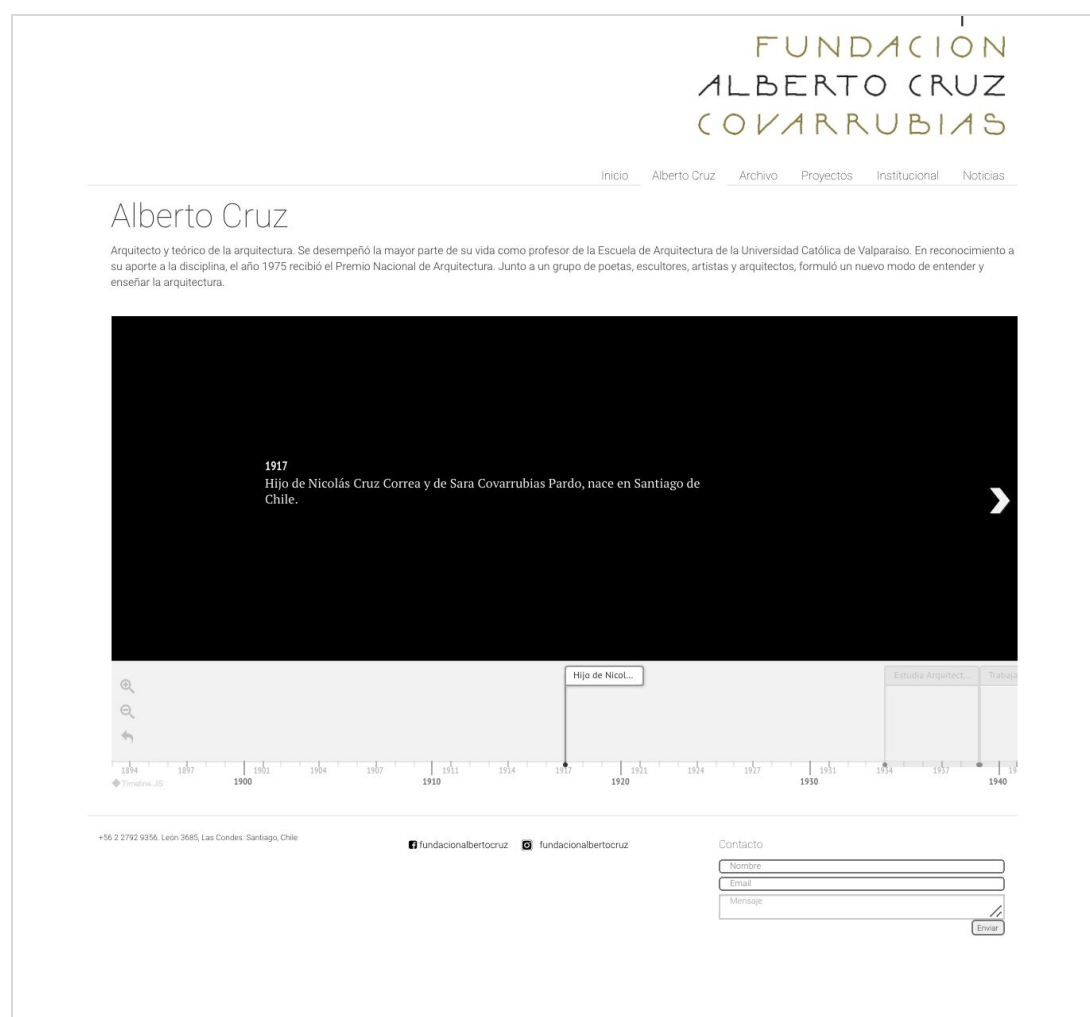 FUNDACIÓN
ALBERTO CRUZ
COVARRUBIAS
Inicio Alberto Cruz Archivo Proyectos Institucional Noticias
Alberto Cruz
Arquitecto y teórico de la arquitectura. Se desempeñó la mayor parte de su vida como profesor de la Escuela de Arquitectura de la Universidad Católica de Valparaíso. En reconocimiento a
su aporte a la disciplina, el año 1975 recibió el Premio Nacional de Arquitectura. Junto a un grupo de poetas, escultores, artistas y arquitectos, formuló un nuevo modo de entender y
enseñar la arquitectura.
1917
Hijo de Nicolás Cruz Correa y de Sara Covarrubias Pardo, nace en Santiago de
Chile.
Hijo de Nicol... Estudia Arquitect... Trabaja
1894 1897 1901 1904 1907 1911 1914 1917 1921 1924 1927 1931 1934 1937 19
Timeline JS 1900 1910 1920 1930 1940
+56 2 2792 9356. León 3685, Las Condes. Santiago, Chile
fundacionalbertocruz fundacionalbertocruz
Contacto
Nombre
Email
Mensaje
Enviar